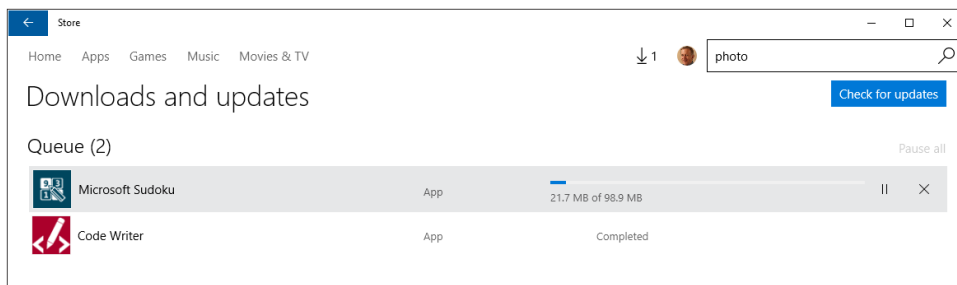 Store
Home Apps Games Music Movies & TV 1 photo
Downloads and updates Check for updates
Queue (2) Pause all
Microsoft Sudoku App 21.7 MB of 98.9 MB
Code Writer App Completed